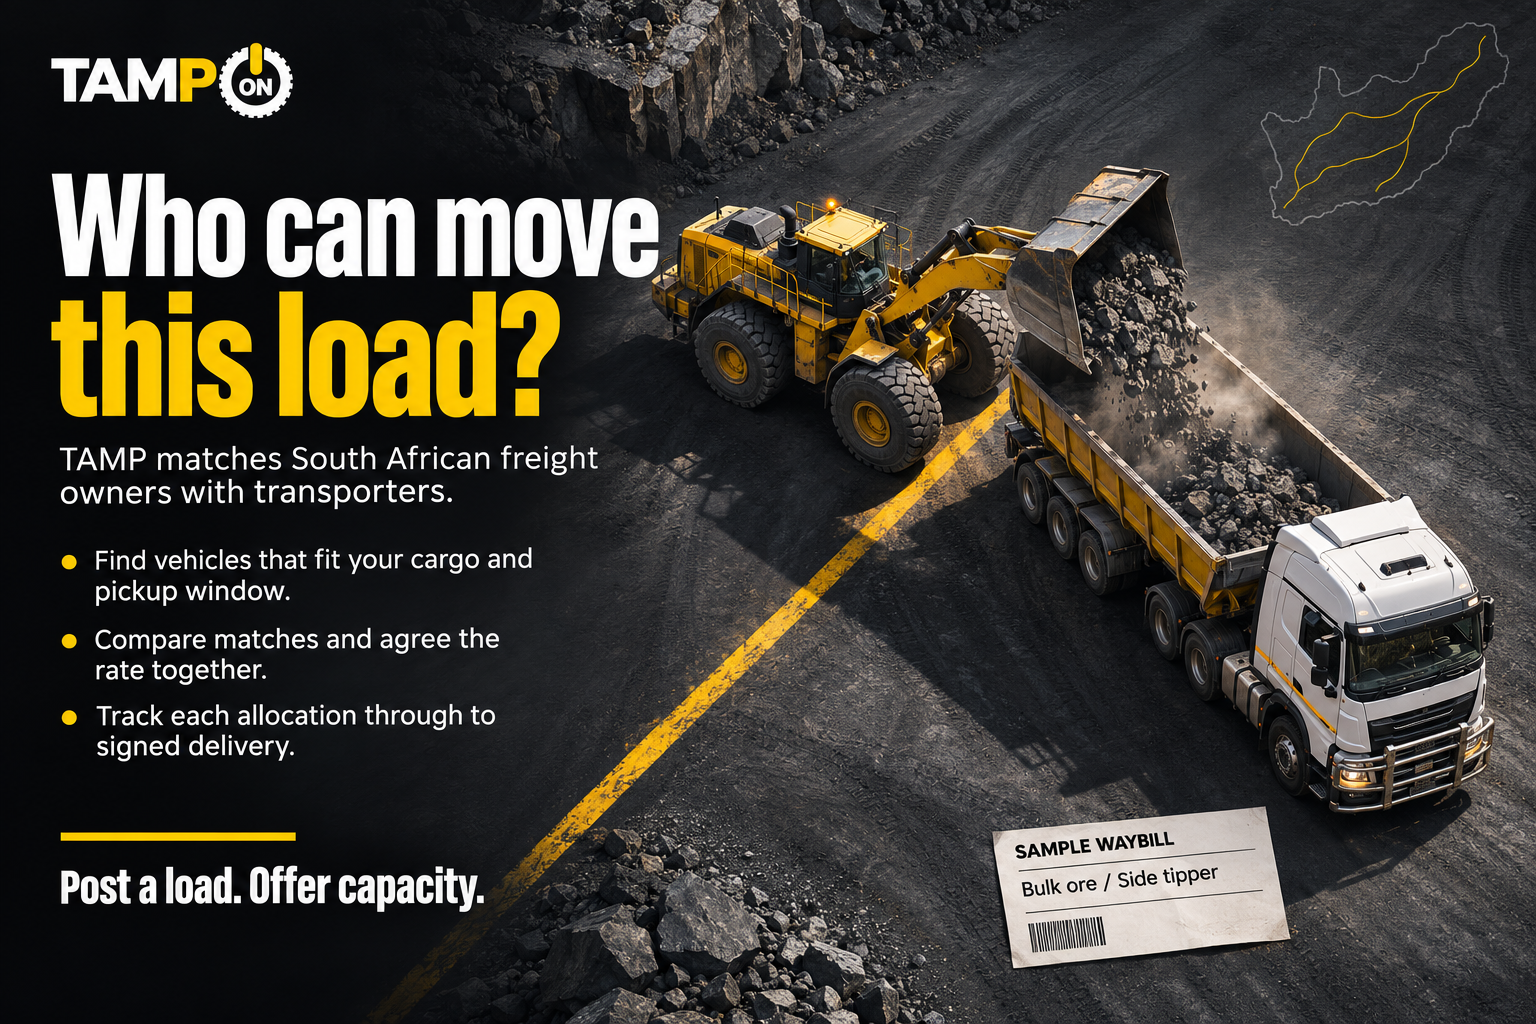 TAMP ON
Who can move
this load?
TAMP matches South African freight
owners with transporters.
Find vehicles that fit your cargo and
pickup window.
Compare matches and agree the
rate together.
Track each allocation through to
signed delivery.
Post a load. Offer capacity.
SAMPLE WAYBILL
Bulk ore / Side tipper